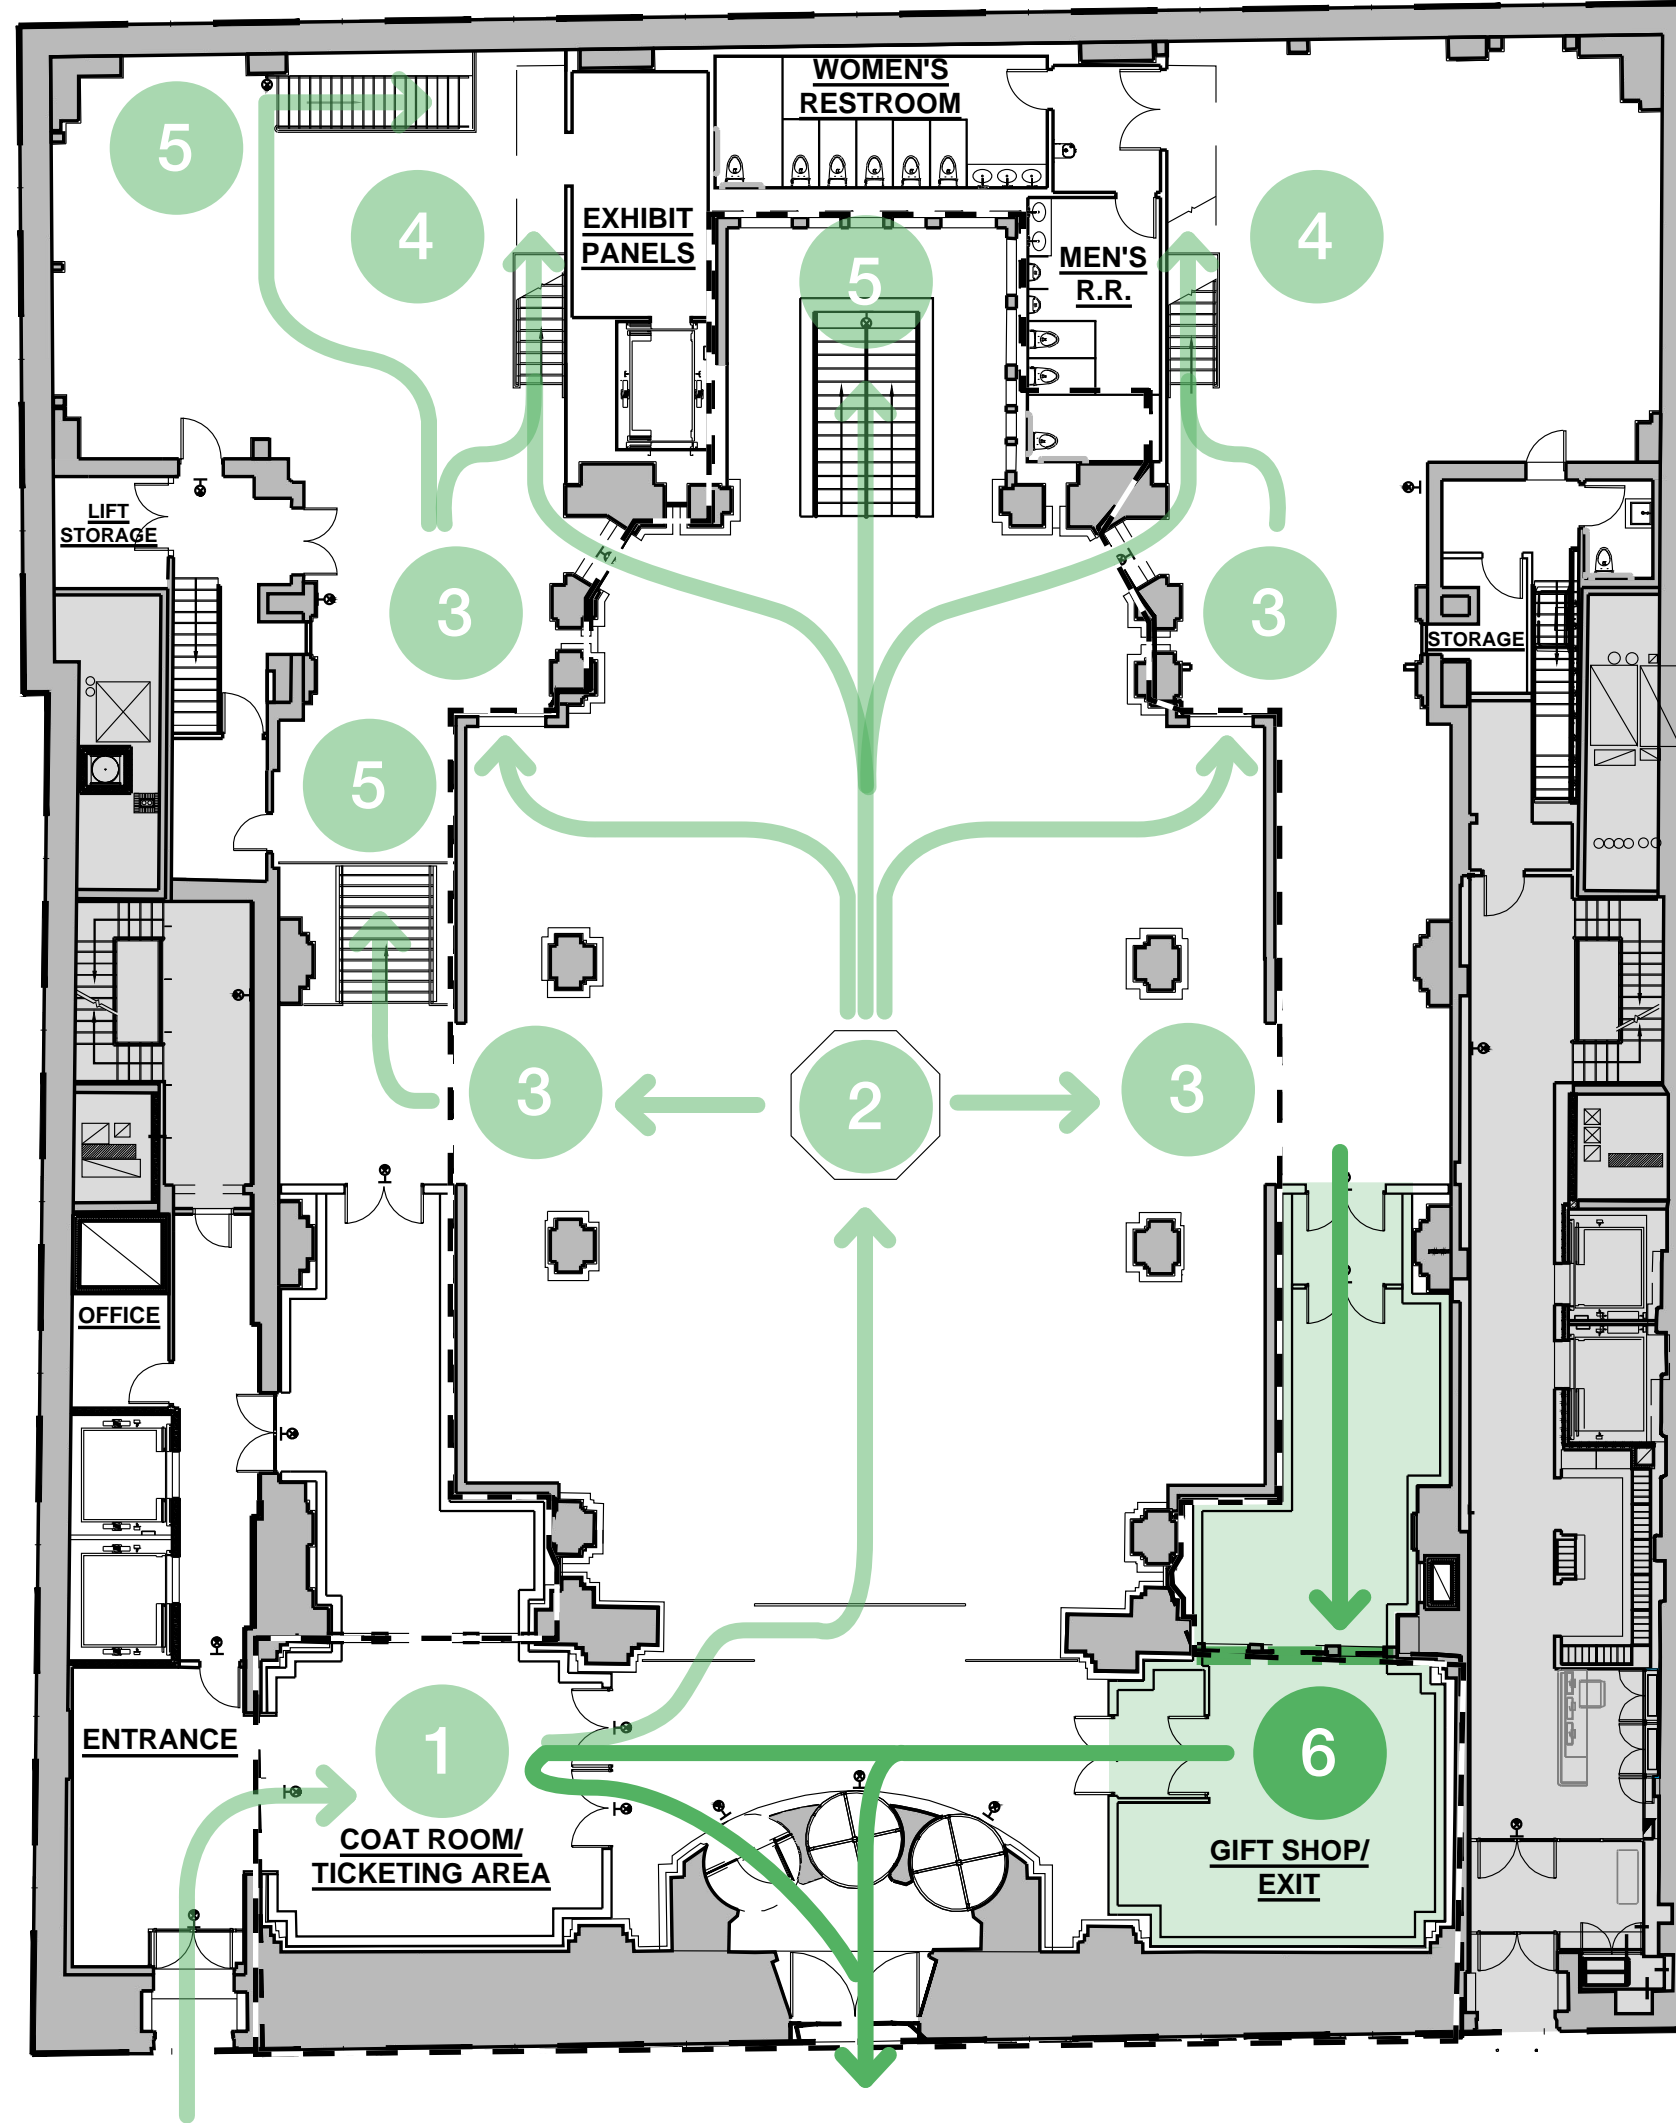 WOMEN'S
RESTROOM
5
4
EXHIBIT
PANELS
5
MEN'S
R.R.
4
LIFT
STORAGE
3
3
STORAGE
5
3
2
3
OFFICE
ENTRANCE
1
6
COAT ROOM/
TICKETING AREA
GIFT SHOP/
EXIT